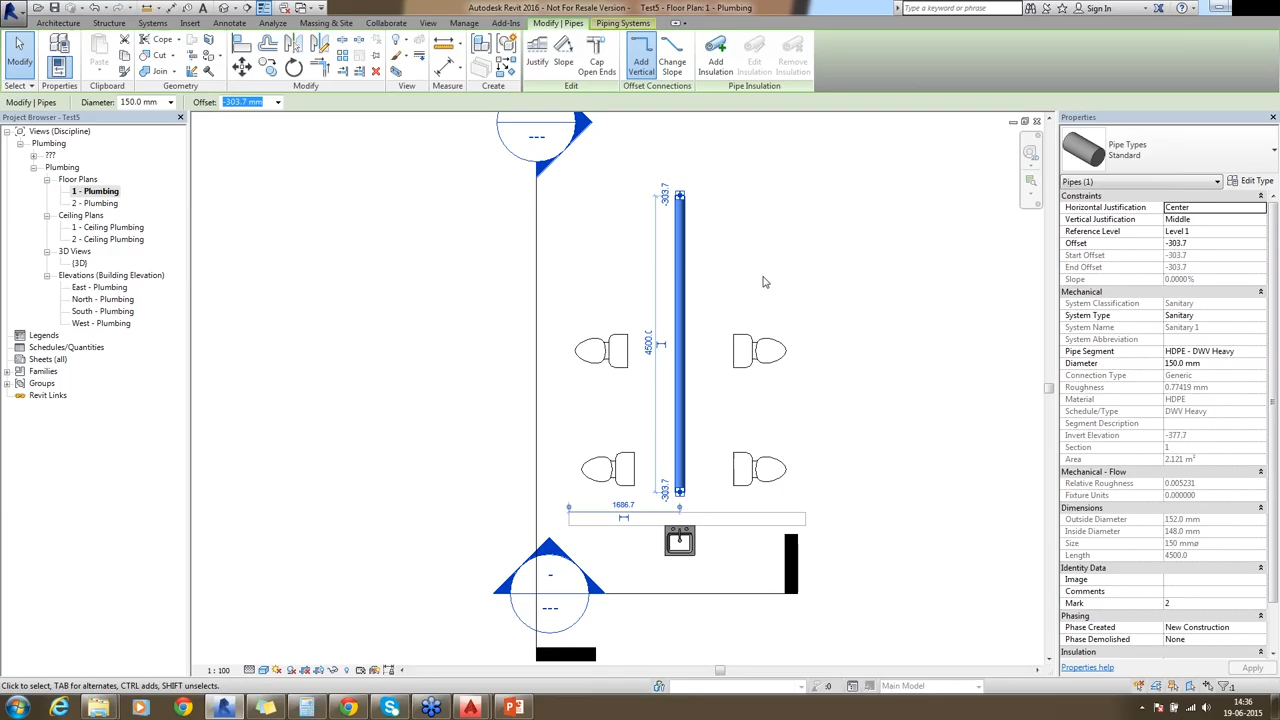 Autodesk Revit 2016 - Not For Resale Version - Test5 - Floor Plan: 1 - Plumbing
Type a keyword or phrase
Sign In
Architecture Structure Systems Insert Annotate Analyze Massing & Site Collaborate View Manage Add-Ins Modify | Pipes Piping Systems
Modify
Paste
Cope
Cut
Join
Justify
Slope
Cap
Open Ends
Add
Vertical
Change
Slope
Add
Insulation
Edit
Insulation
Remove
Insulation
Select Properties Clipboard Geometry Modify View Measure Create Edit Offset Connections Pipe Insulation
Modify | Pipes Diameter: 150.0 mm Offset: -303.7 mm
Project Browser - Test5
Views (Discipline)
Plumbing
???
Plumbing
Floor Plans
1 - Plumbing
2 - Plumbing
Ceiling Plans
1 - Ceiling Plumbing
2 - Ceiling Plumbing
3D Views
{3D}
Elevations (Building Elevation)
East - Plumbing
North - Plumbing
South - Plumbing
West - Plumbing
Legends
Schedules/Quantities
Sheets (all)
Families
Groups
Revit Links
---
-303.7
4500.0
-303.7
1686.7
-
---
Properties
Pipe Types
Standard
Pipes (1) Edit Type
Constraints
Horizontal Justification Center
Vertical Justification Middle
Reference Level Level 1
Offset -303.7
Start Offset -303.7
End Offset -303.7
Slope 0.0000%
Mechanical
System Classification Sanitary
System Type Sanitary
System Name Sanitary 1
System Abbreviation
Pipe Segment HDPE - DWV Heavy
Diameter 150.0 mm
Connection Type Generic
Roughness 0.77419 mm
Material HDPE
Schedule/Type DWV Heavy
Segment Description
Invert Elevation -377.7
Section 1
Area 2.121 m²
Mechanical - Flow
Relative Roughness 0.005231
Fixture Units 0.000000
Dimensions
Outside Diameter 152.0 mm
Inside Diameter 148.0 mm
Size 150 mmø
Length 4500.0
Identity Data
Image
Comments
Mark 2
Phasing
Phase Created New Construction
Phase Demolished None
Insulation
Properties help Apply
1 : 100
Click to select, TAB for alternates, CTRL adds, SHIFT unselects.
:0
Main Model
:1
14:36
19-06-2015